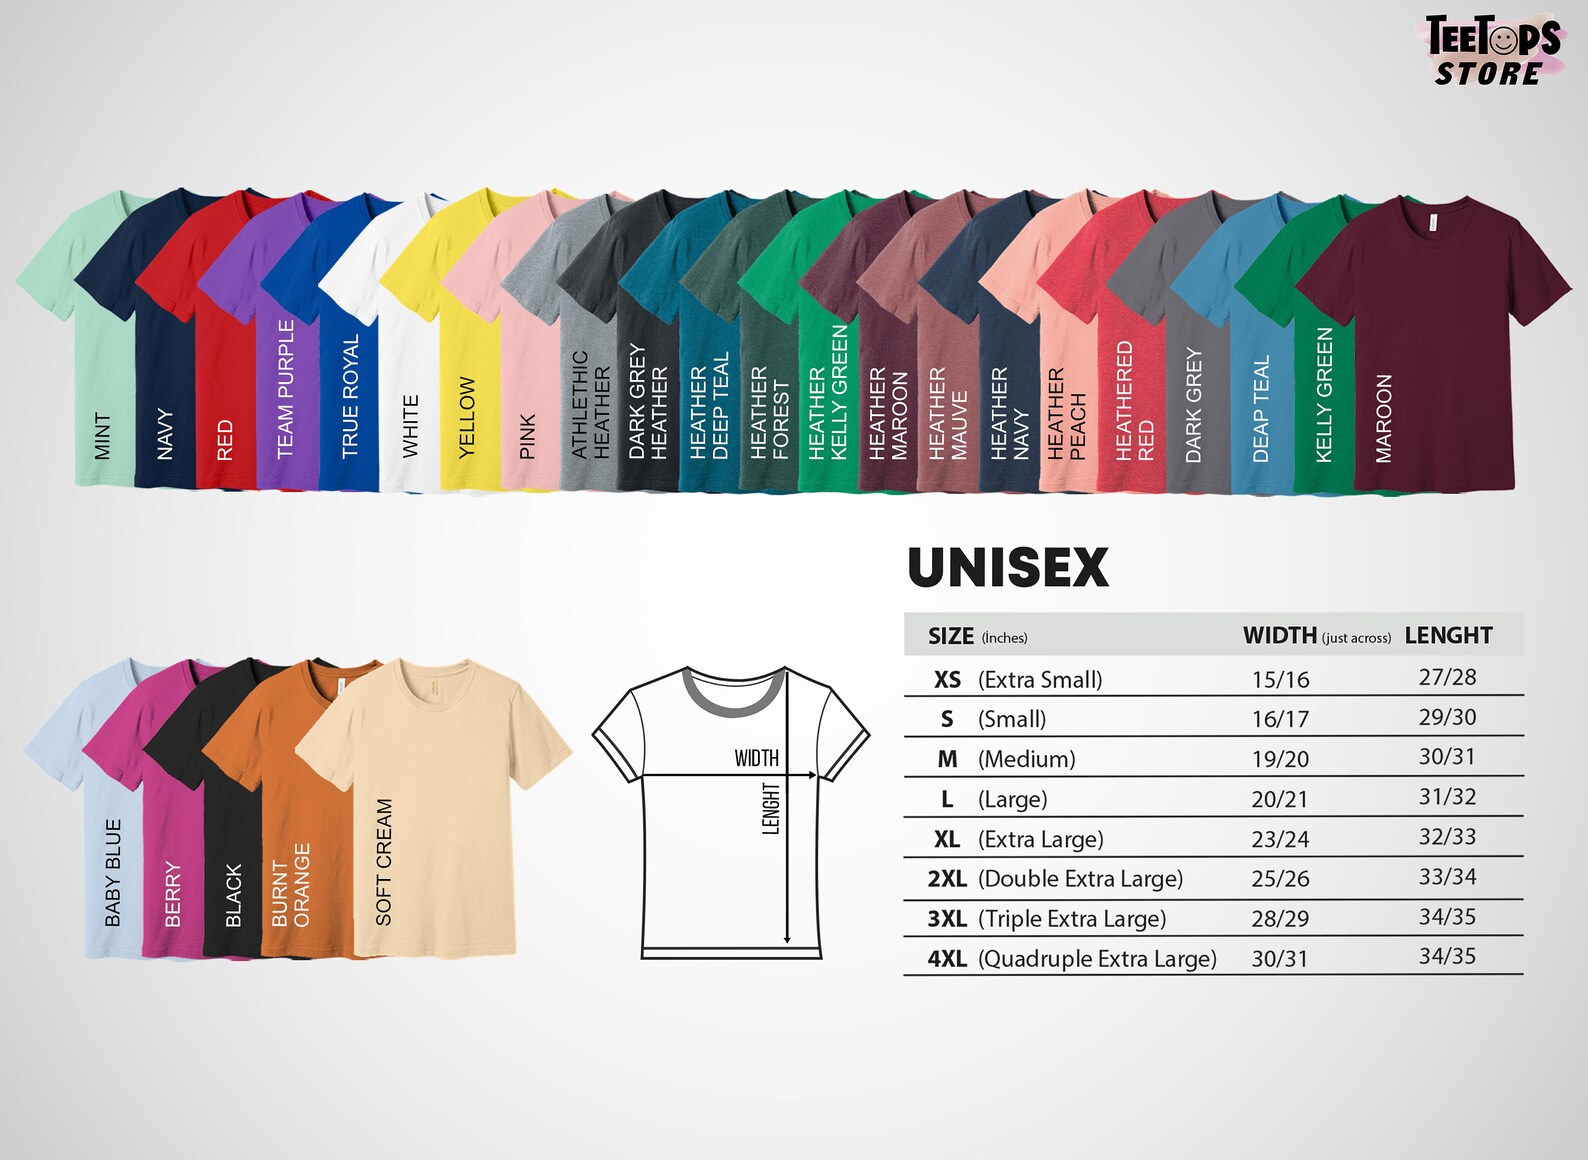 TEETOPS
STORE
MINT
NAVY
RED
TEAM PURPLE
TRUE ROYAL
WHITE
YELLOW
PINK
ATHLETHIC
HEATHER
DARK GREY
HEATHER
HEATHER
DEEP TEAL
HEATHER
FOREST
HEATHER
KELLY GREEN
HEATHER
MAROON
HEATHER
MAUVE
HEATHER
NAVY
HEATHER
PEACH
HEATHERED
RED
DARK GREY
DEAP TEAL
KELLY GREEN
MAROON
BABY BLUE
BERRY
BLACK
BURNT
ORANGE
SOFT CREAM
WIDTH
LENGHT
UNISEX
SIZE (İnches) WIDTH (just across) LENGHT
XS (Extra Small) 15/16 27/28
S (Small) 16/17 29/30
M (Medium) 19/20 30/31
L (Large) 20/21 31/32
XL (Extra Large) 23/24 32/33
2XL (Double Extra Large) 25/26 33/34
3XL (Triple Extra Large) 28/29 34/35
4XL (Quadruple Extra Large) 30/31 34/35